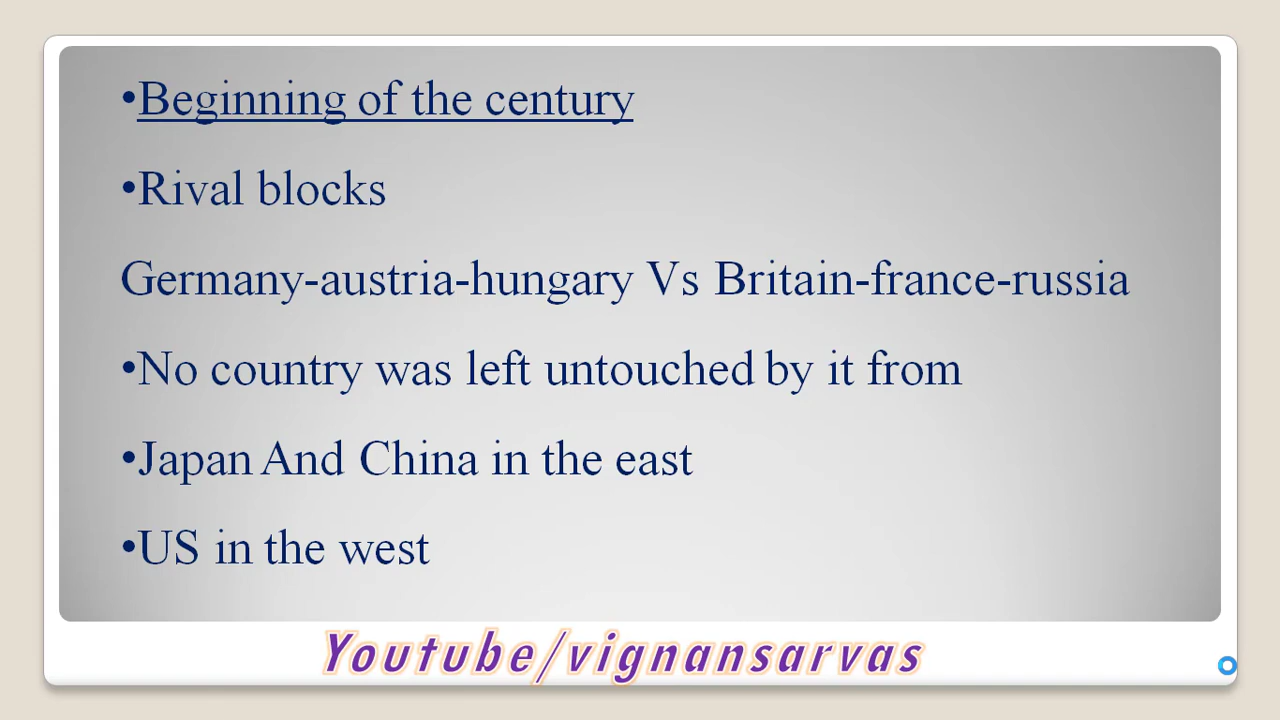 •Beginning of the century
•Rival blocks
Germany-austria-hungary Vs Britain-france-russia
•No country was left untouched by it from
•Japan And China in the east
•US in the west
Youtube/vignansarvas